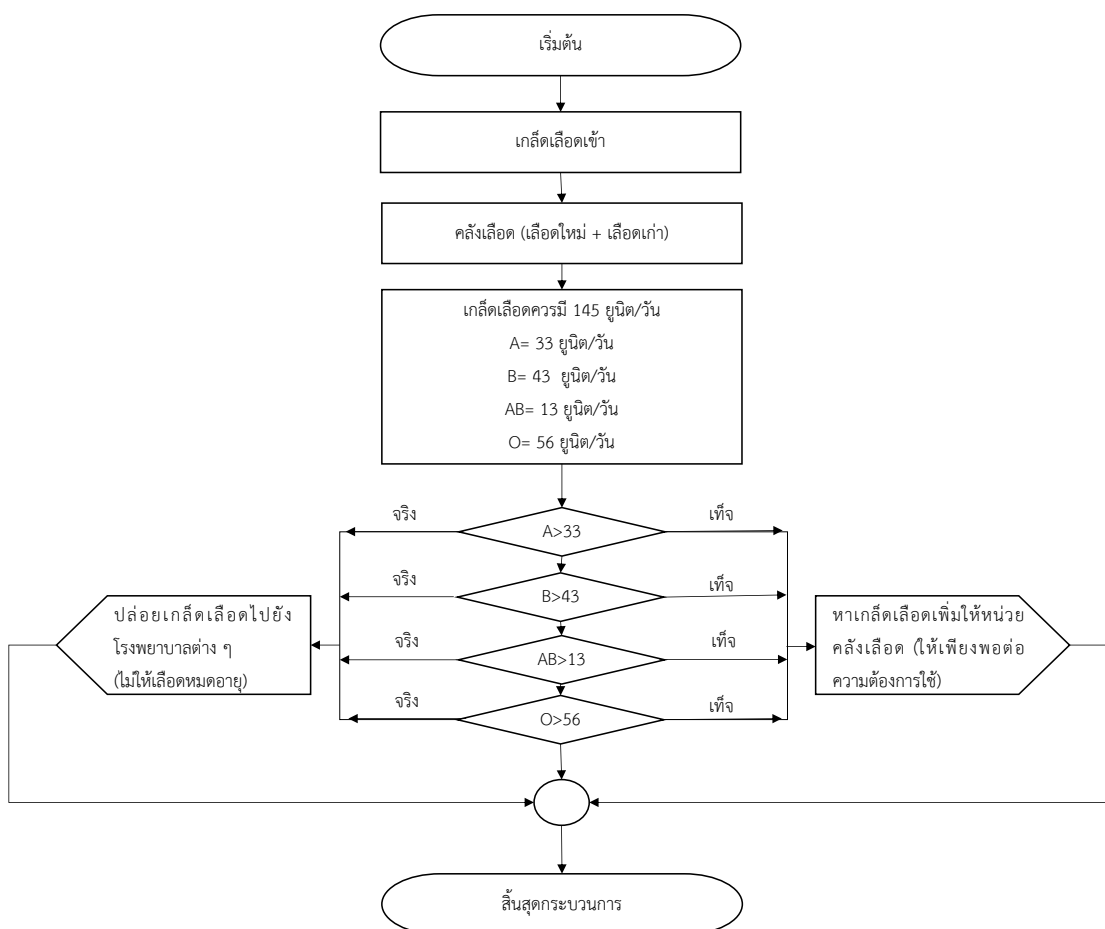 เริ่มต้น
เกล็ดเลือดเข้า
คลังเลือด (เลือดใหม่ + เลือดเก่า)
เกล็ดเลือดควรมี 145 ยูนิต/วัน
A= 33 ยูนิต/วัน
B= 43 ยูนิต/วัน
AB= 13 ยูนิต/วัน
O= 56 ยูนิต/วัน
จริง
A>33
เท็จ
จริง
B>43
เท็จ
จริง
AB>13
เท็จ
จริง
O>56
เท็จ
ปล่อยเกล็ดเลือดไปยัง
โรงพยาบาลต่าง ๆ
(ไม่ให้เลือดหมดอายุ)
หาเกล็ดเลือดเพิ่มให้หน่วย
คลังเลือด (ให้เพียงพอต่อ
ความต้องการใช้)
สิ้นสุดกระบวนการ